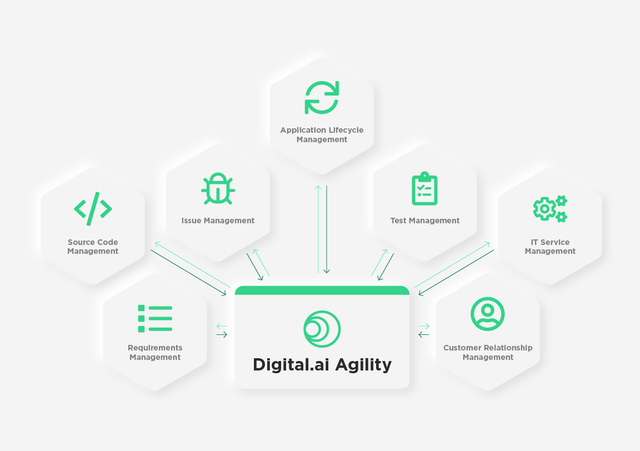 Application Lifecycle
Management
Issue Management
Test Management
Source Code
Management
IT Service
Management
Requirements
Management
Customer Relationship
Management
Digital.ai Agility